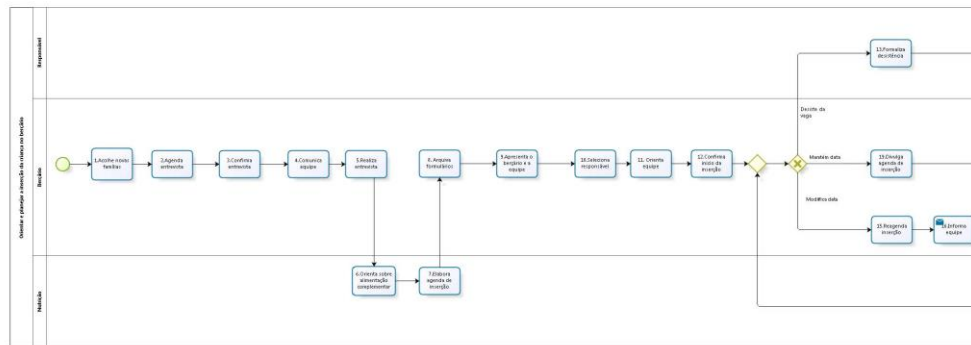 Orientar e planejar a inserção da criança no berçário
Responsável
Berçário
Nutrição
1.Acolhe novas
famílias
2.Agenda
entrevista
3.Confirma
entrevista
4.Comunica
equipe
5.Realiza
entrevista
6.Orienta sobre
alimentação
complementar
7.Elabora
agenda de
inserção
8. Arquiva
formulário
9.Apresenta o
berçário e a
equipe
10.Seleciona
responsável
11. Orienta
equipe
12.Confirma
início da
inserção
Desiste da
vaga
13.Formaliza
desistência
Mantém data
Divulga
agenda de
inserção
Modifica data
15.Reagenda
inserção
Informa
equipe